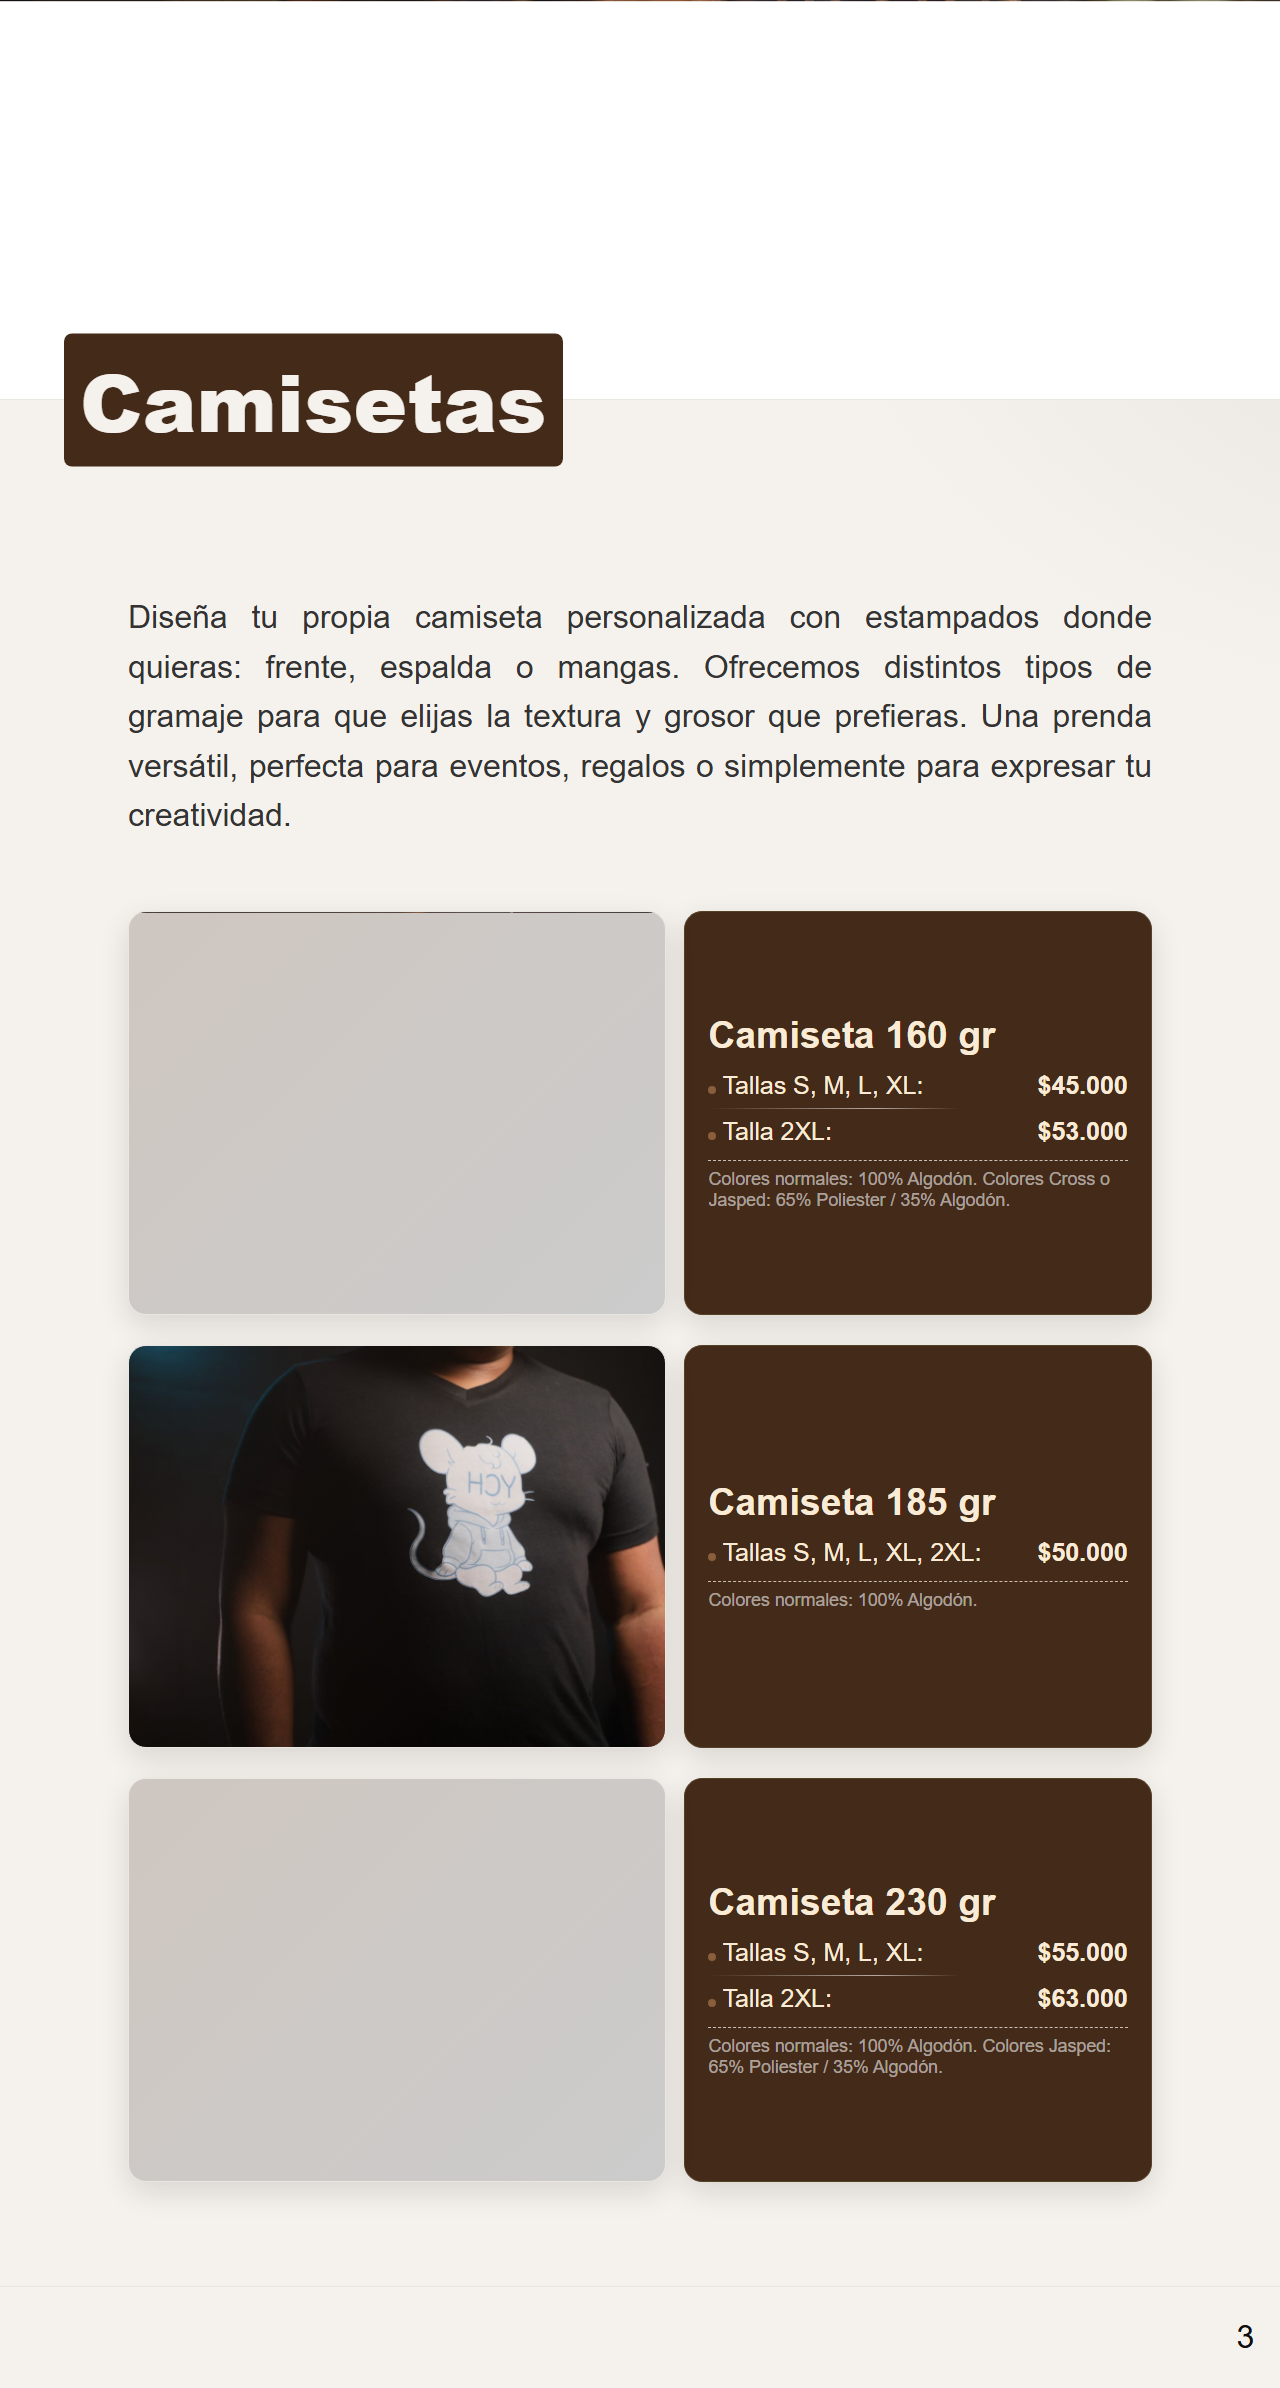 Camisetas
Diseña tu propia camiseta personalizada con estampados donde
quieras: frente, espalda o mangas. Ofrecemos distintos tipos de
gramaje para que elijas la textura y grosor que prefieras. Una prenda
versátil, perfecta para eventos, regalos o simplemente para expresar tu
creatividad.
Camiseta 160 gr
Tallas S, M, L, XL: $45.000
Talla 2XL: $53.000
Colores normales: 100% Algodón. Colores Cross o
Jasped: 65% Poliester / 35% Algodón.
YCH
Camiseta 185 gr
Tallas S, M, L, XL, 2XL: $50.000
Colores normales: 100% Algodón.
Camiseta 230 gr
Tallas S, M, L, XL: $55.000
Talla 2XL: $63.000
Colores normales: 100% Algodón. Colores Jasped:
65% Poliester / 35% Algodón.
3